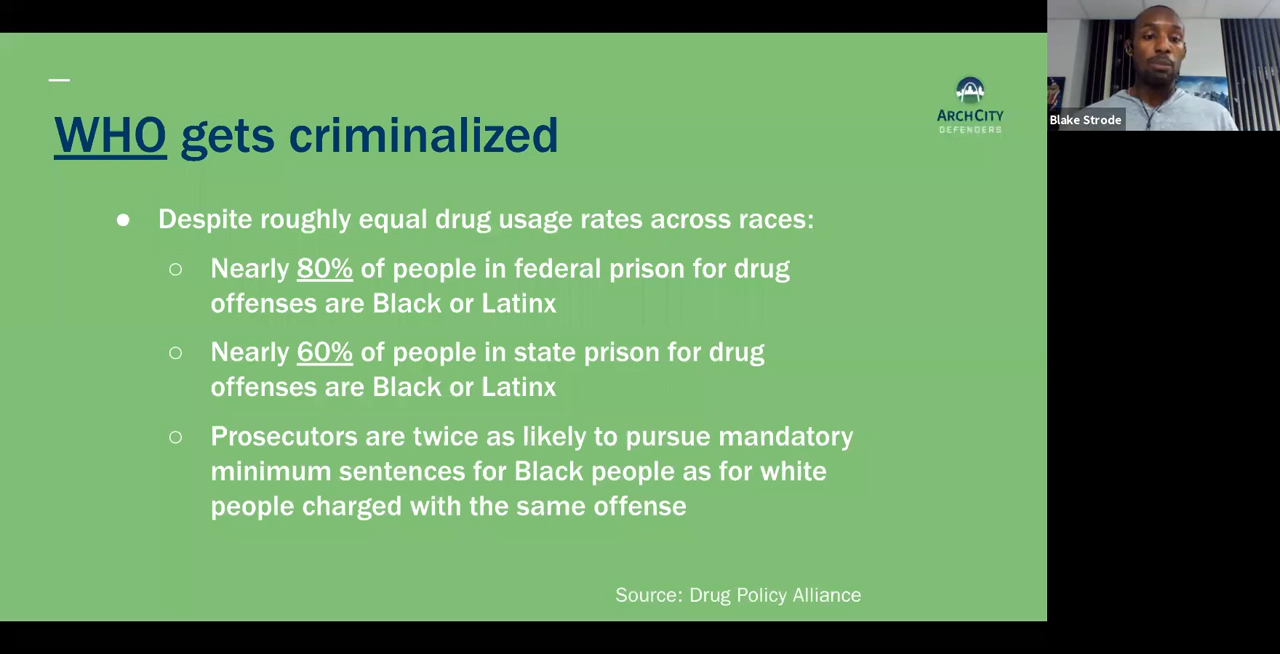 WHO gets criminalized
ARCHCITY
DEFENDERS
Blake Strode
● Despite roughly equal drug usage rates across races:
○ Nearly 80% of people in federal prison for drug
offenses are Black or Latinx
○ Nearly 60% of people in state prison for drug
offenses are Black or Latinx
○ Prosecutors are twice as likely to pursue mandatory
minimum sentences for Black people as for white
people charged with the same offense
Source: Drug Policy Alliance